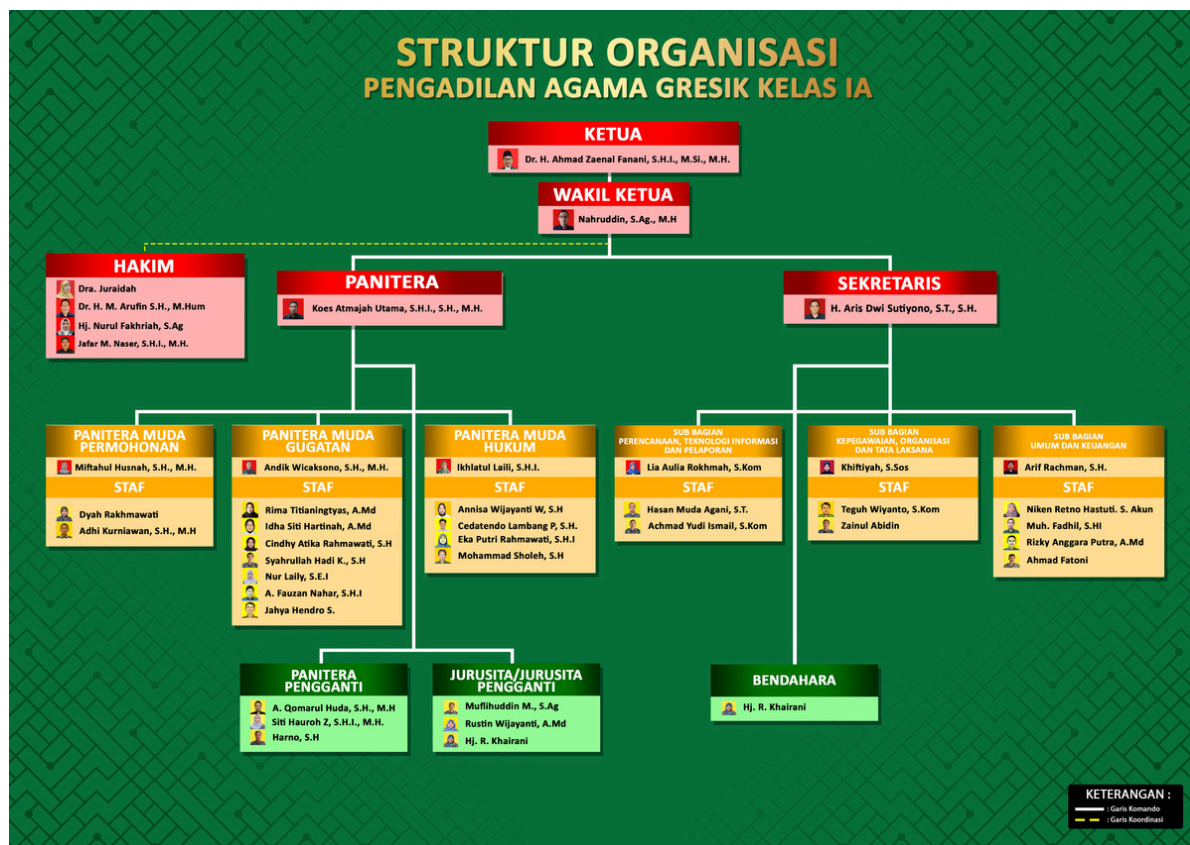 STRUKTUR ORGANISASI
PENGADILAN AGAMA GRESIK KELAS IA
KETUA
Dr. H. Ahmad Zaenal Fanani, S.H.I., M.Si., M.H.
WAKIL KETUA
Nahruddin, S.Ag., M.H
HAKIM
Dra. Juraidah
Dr. H. M. Arufin S.H., M.Hum
Hj. Nurul Fakhriah, S.Ag
Jafar M. Naser, S.H.I., M.H.
PANITERA
Koes Atmajah Utama, S.H.I., S.H., M.H.
SEKRETARIS
H. Aris Dwi Sutiyono, S.T., S.H.
PANITERA MUDA
PERMOHONAN
Miftahul Husnah, S.H., M.H.
STAF
Dyah Rakhmawati
Adhi Kurniawan, S.H., M.H
PANITERA MUDA
GUGATAN
Andik Wicaksono, S.H., M.H.
STAF
Rima Titianingtyas, A.Md
Idha Siti Hartinah, A.Md
Cindhy Atika Rahmawati, S.H
Syahrullah Hadi K., S.H
Nur Laily, S.E.I
A. Fauzan Nahar, S.H.I
Jahya Hendro S.
PANITERA MUDA
HUKUM
Ikhlatul Laili, S.H.I.
STAF
Annisa Wijayanti W, S.H
Cedatendo Lambang P, S.H.
Eka Putri Rahmawati, S.H.I
Mohammad Sholeh, S.H
SUB BAGIAN
PERENCANAAN, TEKNOLOGI INFORMASI
DAN PELAPORAN
Lia Aulia Rokhmah, S.Kom
STAF
Hasan Muda Agani, S.T.
Achmad Yudi Ismail, S.Kom
SUB BAGIAN
KEPEGAWAIAN, ORGANISASI
DAN TATA LAKSANA
Khiftiyah, S.Sos
STAF
Teguh Wiyanto, S.Kom
Zainul Abidin
SUB BAGIAN
UMUM DAN KEUANGAN
Arif Rachman, S.H.
STAF
Niken Retno Hastuti. S. Akun
Muh. Fadhil, S.HI
Rizky Anggara Putra, A.Md
Ahmad Fatoni
PANITERA
PENGGANTI
A. Qomarul Huda, S.H., M.H
Siti Hauroh Z, S.H.I., M.H.
Harno, S.H
JURUSITA/JURUSITA
PENGGANTI
Muflihuddin M., S.Ag
Rustin Wijayanti, A.Md
Hj. R. Khairani
BENDAHARA
Hj. R. Khairani
KETERANGAN :
: Garis Komando
: Garis Koordinasi